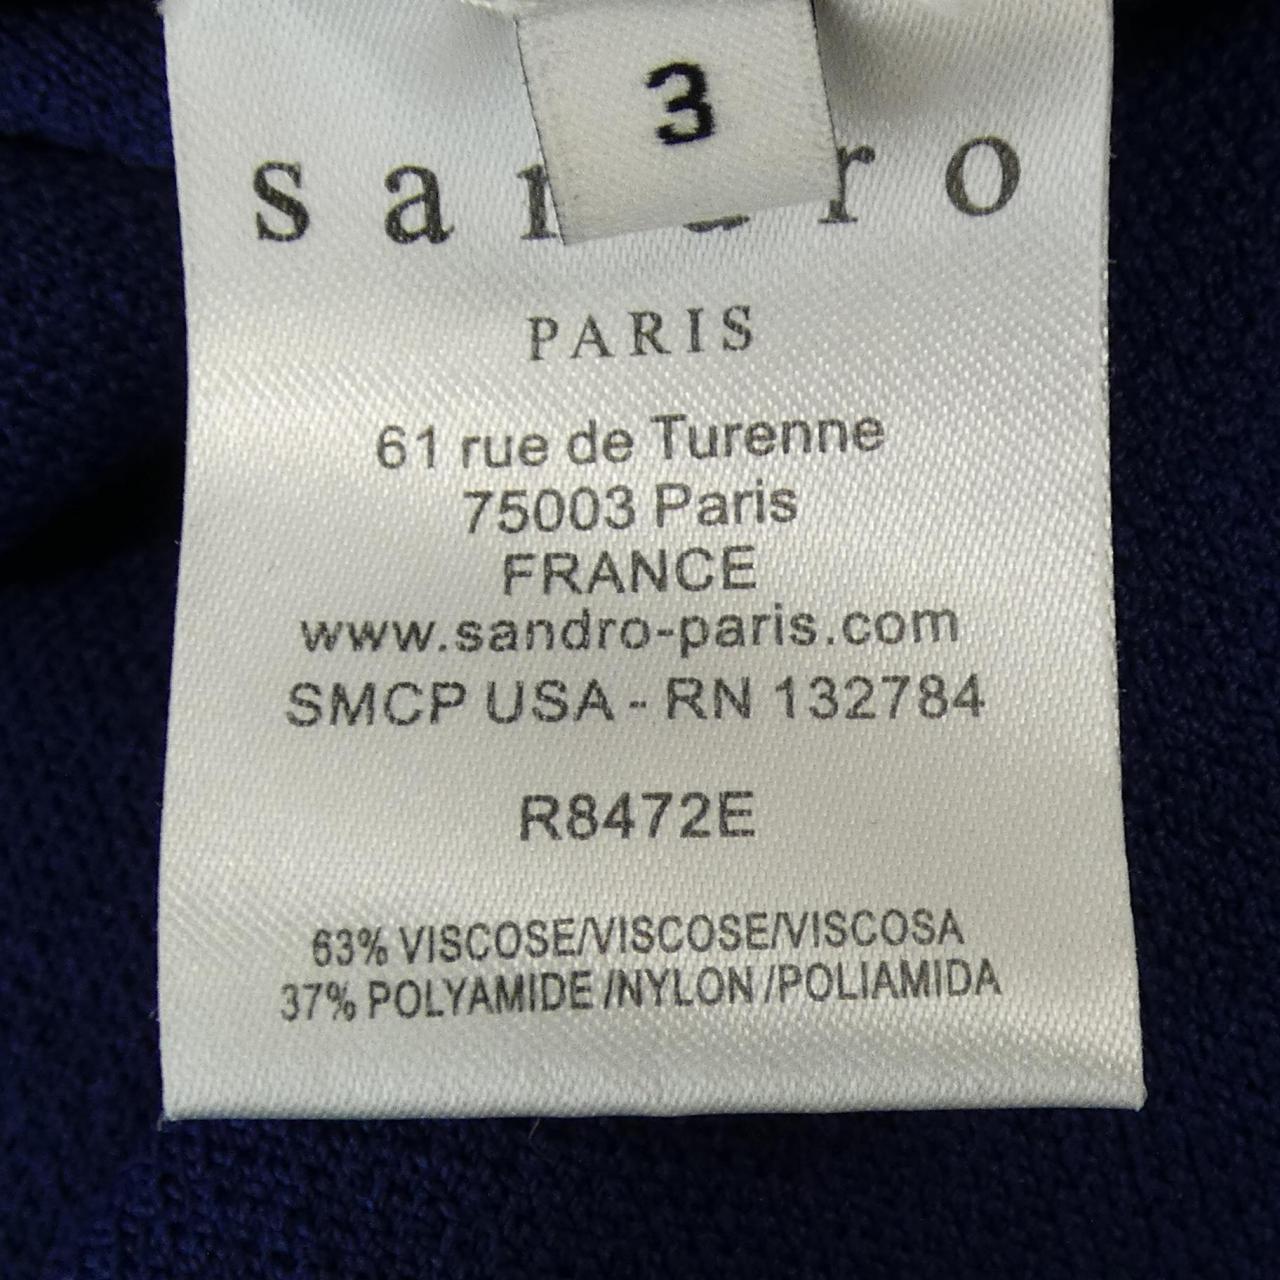 3
sandro
PARIS
61 rue de Turenne
75003 Paris
FRANCE
www.sandro-paris.com
SMCP USA - RN 132784
R8472E
63% VISCOSE/VISCOSE/VISCOSA
37% POLYAMIDE /NYLON /POLIAMIDA